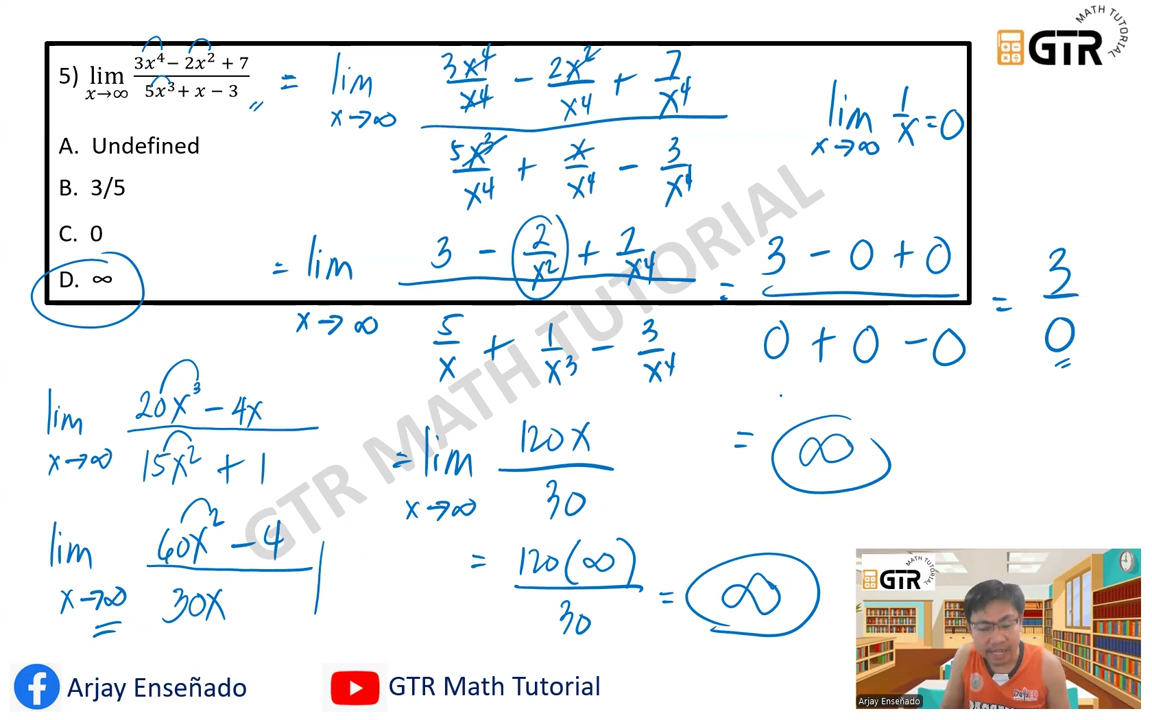 MATH TUTORIAL
GTR
5) lim x→∞ (3x⁴ − 2x² + 7)/(5x³ + x − 3) = lim x→∞ (3x⁴/x⁴ − 2x²/x⁴ + 7/x⁴)/(5x³/x⁴ + x/x⁴ − 3/x⁴)
lim x→∞ 1/x = 0
A. Undefined
B. 3/5
C. 0
D. ∞
= lim x→∞ (3 − 2/x² + 7/x⁴)/(5/x + 1/x³ − 3/x⁴) = (3 − 0 + 0)/(0 + 0 − 0) = 3/0
lim x→∞ (20x³ − 4x)/(15x² + 1)
lim x→∞ (60x² − 4)/(30x)
= lim x→∞ 120x/30 = ∞
= 120(∞)/30 = ∞
GTR MATH TUTORIAL
GTR
MATH TUTORIAL
Arjay Enseñado
Arjay Enseñado
GTR Math Tutorial